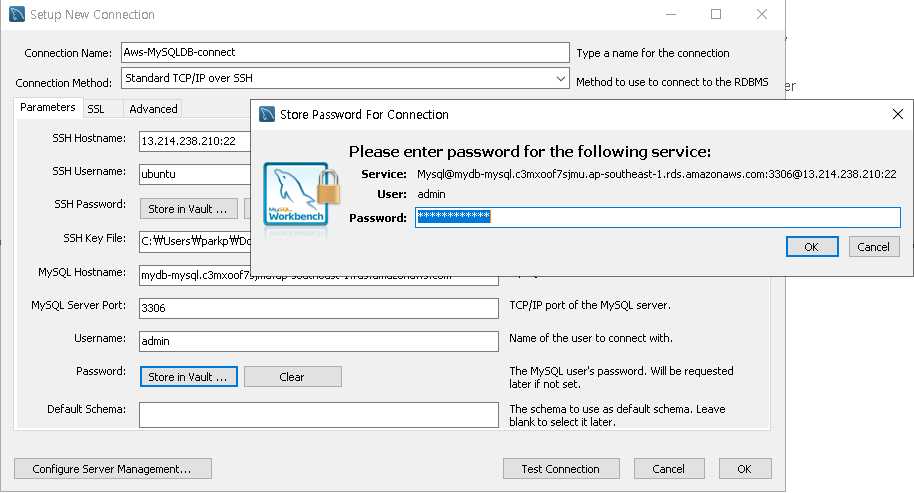 Setup New Connection
Connection Name: Aws-MySQLDB-connect Type a name for the connection
Connection Method: Standard TCP/IP over SSH Method to use to connect to the RDBMS
Parameters SSL Advanced
Store Password For Connection
Please enter password for the following service:
Service: Mysql@mydb-mysql.c3mxoof7sjmu.ap-southeast-1.rds.amazonaws.com:3306@13.214.238.210:22
User: admin
Password: ************
MySQL
Workbench
OK Cancel
SSH Hostname: 13.214.238.210:22
SSH Username: ubuntu
SSH Password: Store in Vault ...
SSH Key File: C:₩Users₩parkp₩Do
MySQL Hostname: mydb-mysql.c3mxoof7sjmu.ap-southeast-1.rds.amazonaws.com
MySQL Server Port: 3306 TCP/IP port of the MySQL server.
Username: admin Name of the user to connect with.
Password: Store in Vault ... Clear The MySQL user's password. Will be requested
later if not set.
Default Schema: The schema to use as default schema. Leave
blank to select it later.
Configure Server Management... Test Connection Cancel OK